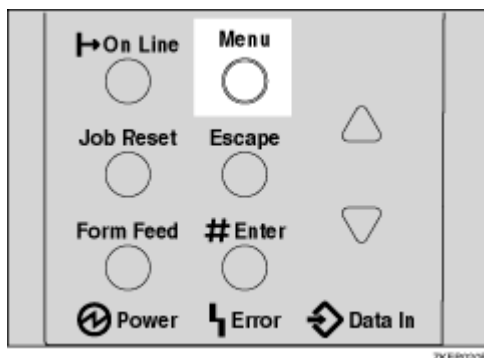 On Line Menu
Job Reset Escape
Form Feed # Enter
Power Error Data In